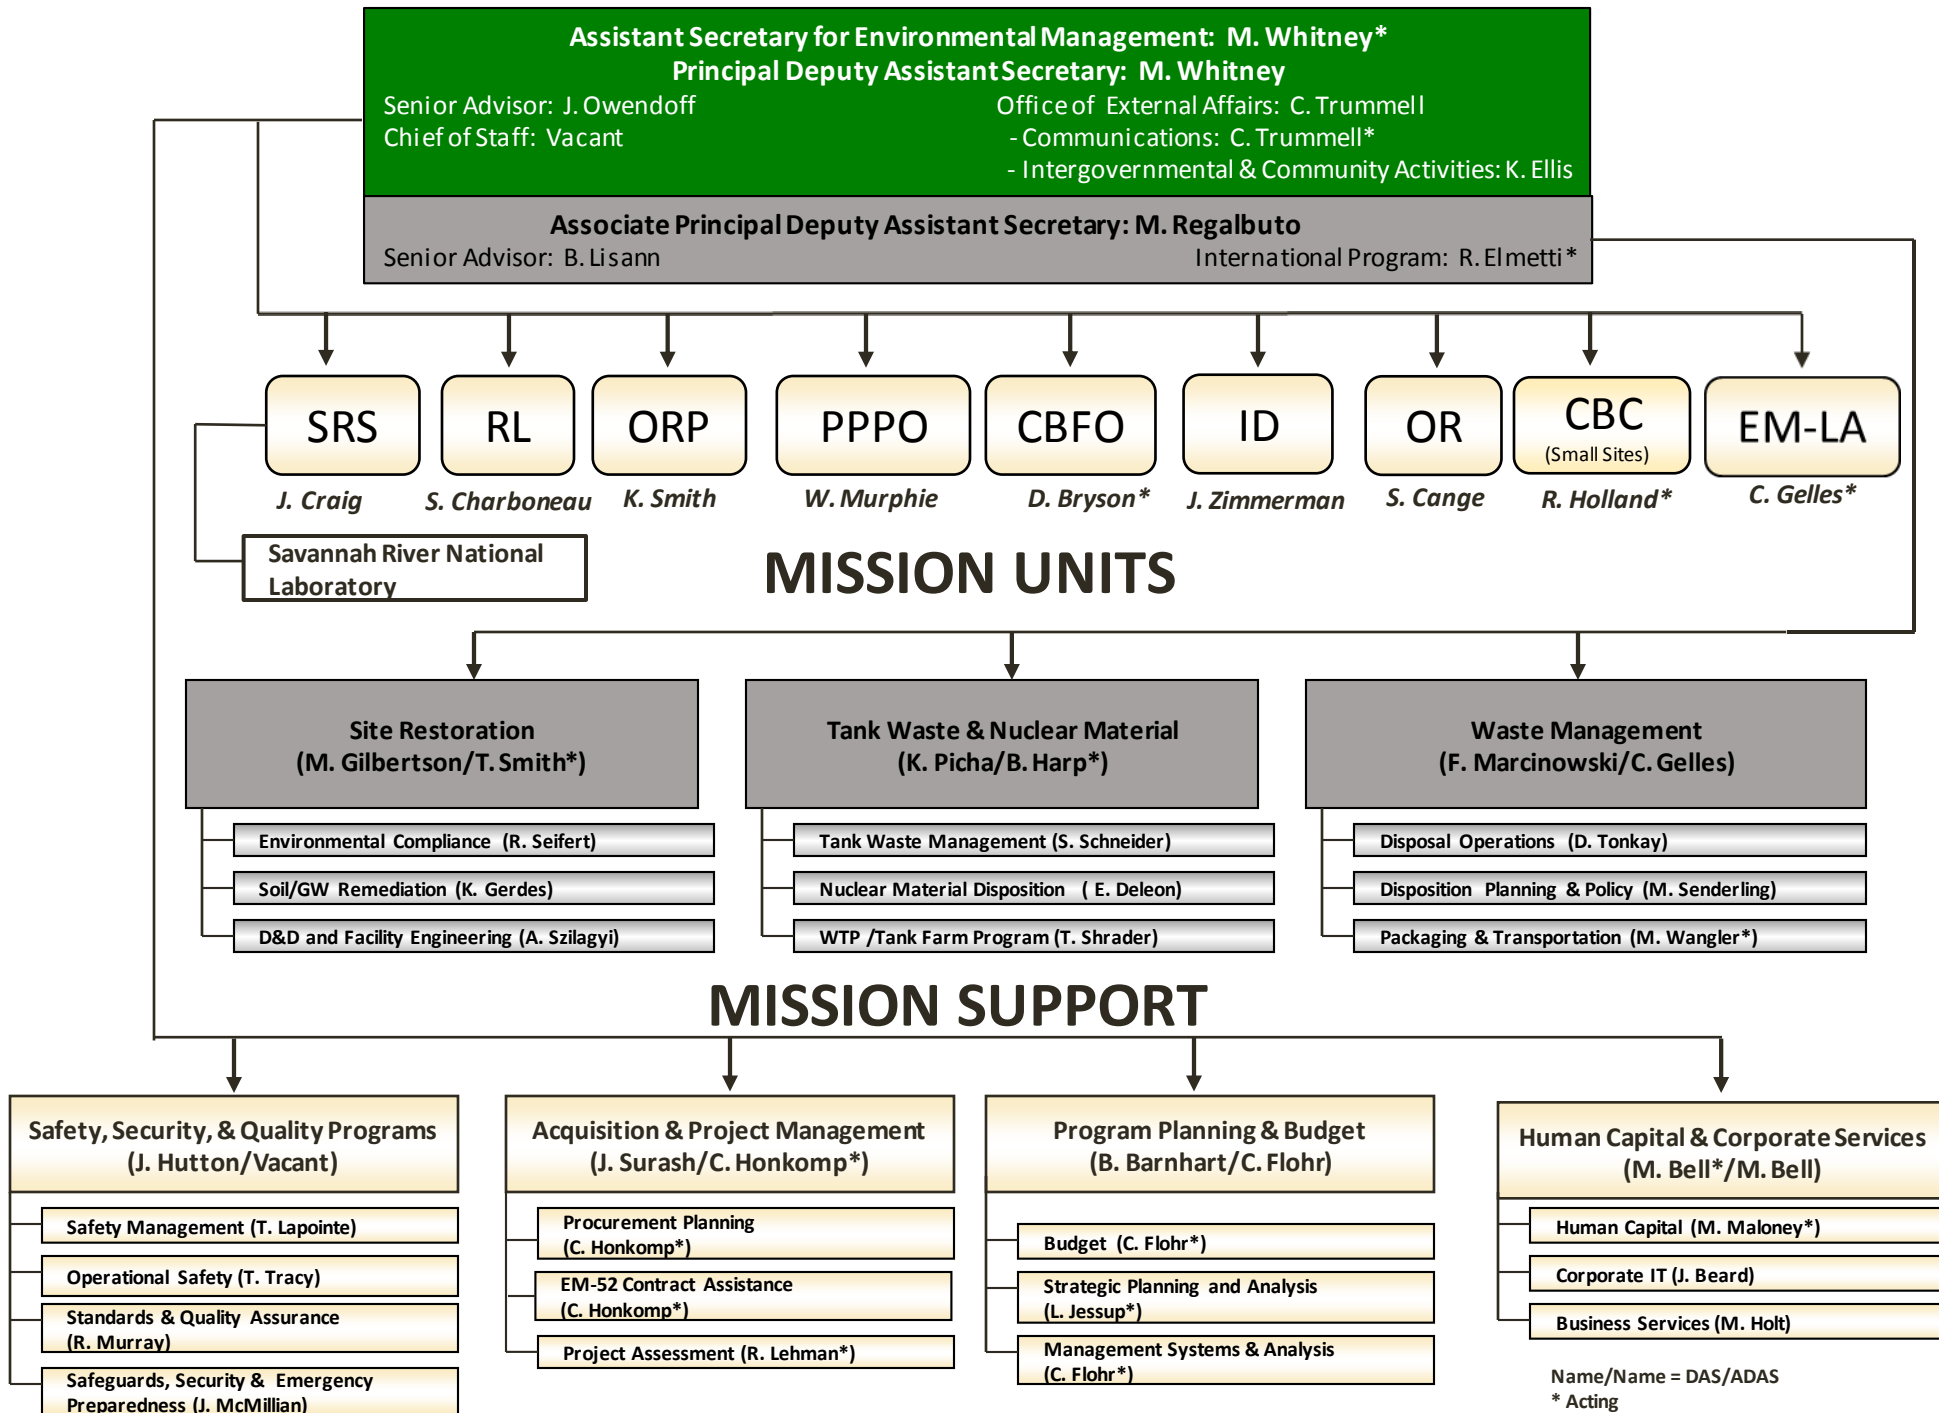 Assistant Secretary for Environmental Management: M. Whitney*
Principal Deputy Assistant Secretary: M. Whitney
Senior Advisor: J. Owendoff
Chief of Staff: Vacant
Office of External Affairs: C. Trummell
- Communications: C. Trummell*
- Intergovernmental & Community Activities: K. Ellis
Associate Principal Deputy Assistant Secretary: M. Regalbuto
Senior Advisor: B. Lisann
International Program: R. Elmetti*
SRS
J. Craig
RL
S. Charboneau
ORP
K. Smith
PPPO
W. Murphie
CBFO
D. Bryson*
ID
J. Zimmerman
OR
S. Cange
CBC
(Small Sites)
R. Holland*
EM-LA
C. Gelles*
Savannah River National
Laboratory
MISSION UNITS
Site Restoration
(M. Gilbertson/T. Smith*)
Environmental Compliance (R. Seifert)
Soil/GW Remediation (K. Gerdes)
D&D and Facility Engineering (A. Szilagyi)
Tank Waste & Nuclear Material
(K. Picha/B. Harp*)
Tank Waste Management (S. Schneider)
Nuclear Material Disposition ( E. Deleon)
WTP /Tank Farm Program (T. Shrader)
Waste Management
(F. Marcinowski/C. Gelles)
Disposal Operations (D. Tonkay)
Disposition Planning & Policy (M. Senderling)
Packaging & Transportation (M. Wangler*)
MISSION SUPPORT
Safety, Security, & Quality Programs
(J. Hutton/Vacant)
Safety Management (T. Lapointe)
Operational Safety (T. Tracy)
Standards & Quality Assurance
(R. Murray)
Safeguards, Security & Emergency
Preparedness (J. McMillian)
Acquisition & Project Management
(J. Surash/C. Honkomp*)
Procurement Planning
(C. Honkomp*)
EM-52 Contract Assistance
(C. Honkomp*)
Project Assessment (R. Lehman*)
Program Planning & Budget
(B. Barnhart/C. Flohr)
Budget (C. Flohr*)
Strategic Planning and Analysis
(L. Jessup*)
Management Systems & Analysis
(C. Flohr*)
Human Capital & Corporate Services
(M. Bell*/M. Bell)
Human Capital (M. Maloney*)
Corporate IT (J. Beard)
Business Services (M. Holt)
Name/Name = DAS/ADAS
* Acting